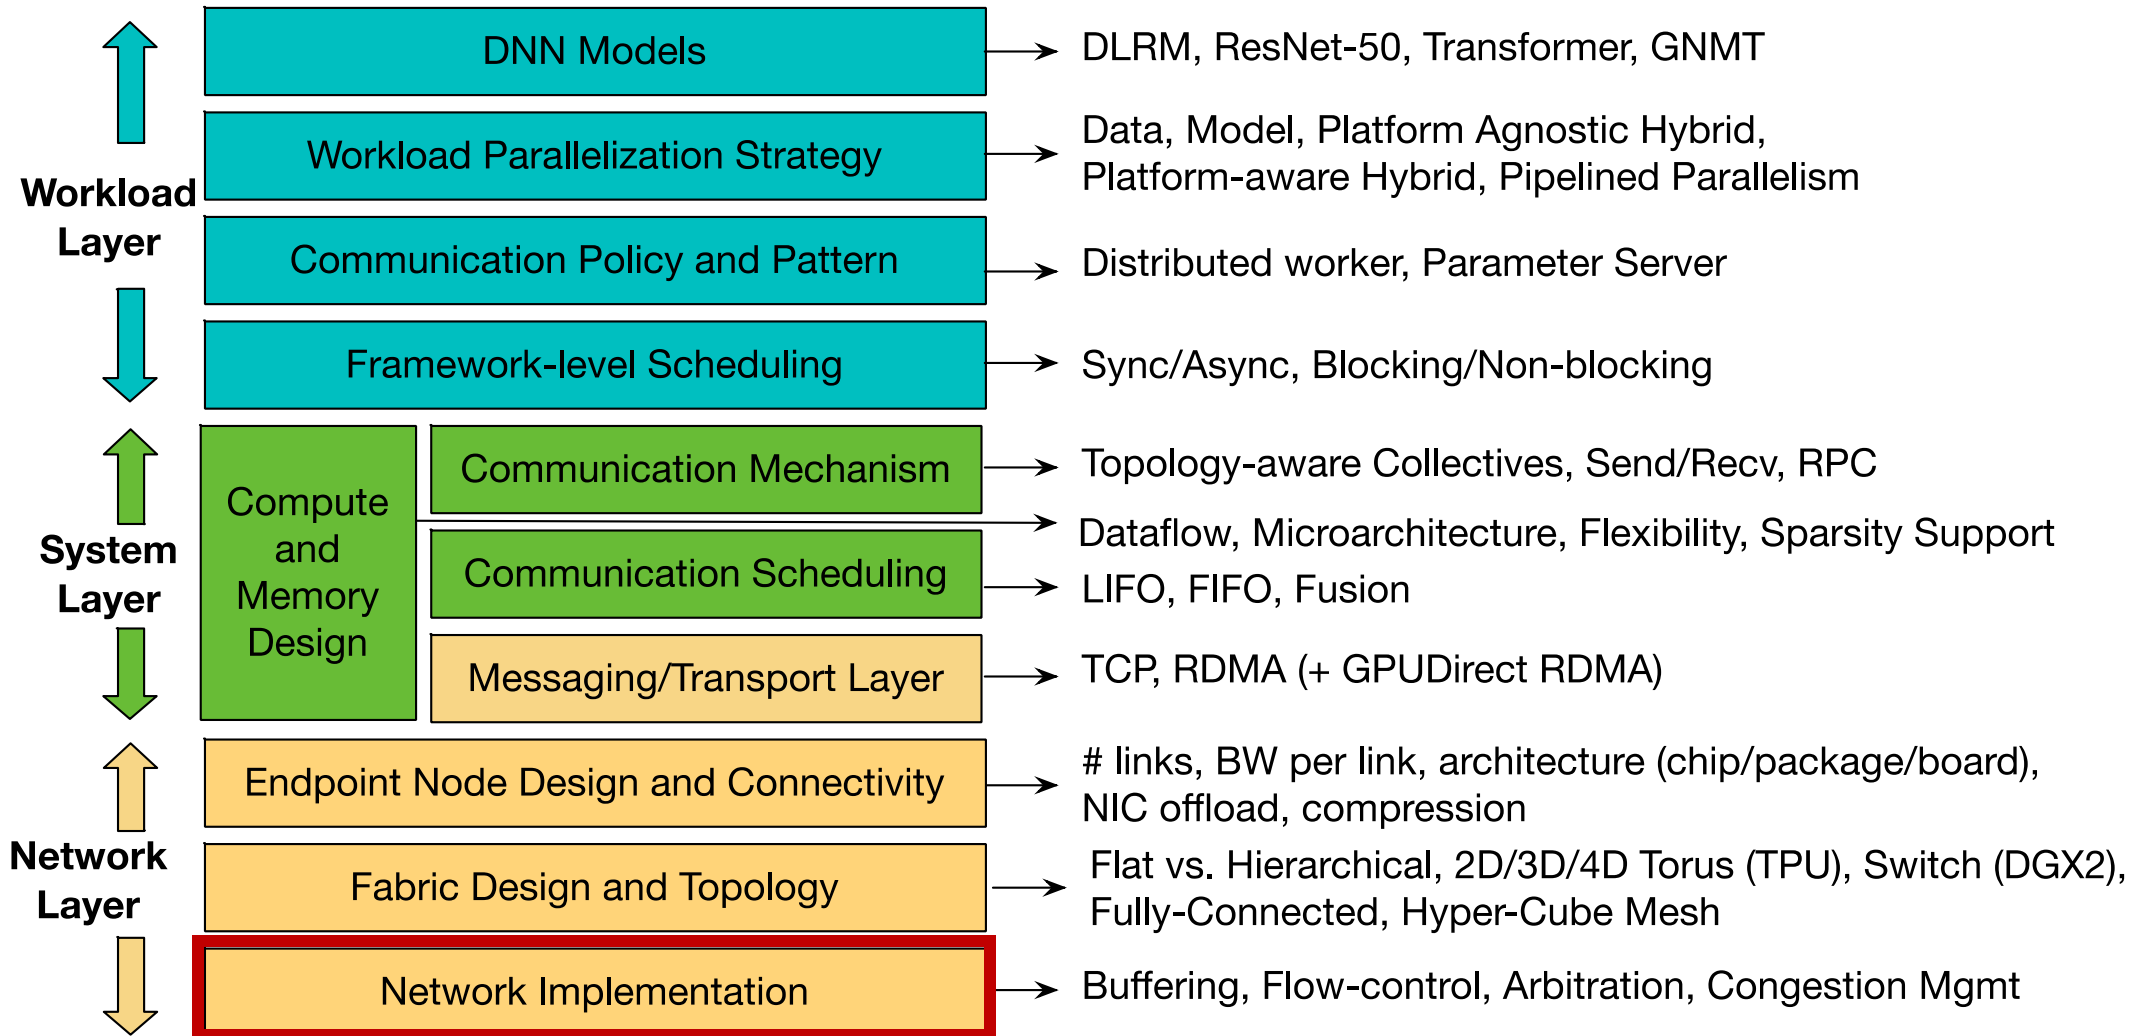 DNN Models
DLRM, ResNet-50, Transformer, GNMT
Workload Parallelization Strategy
Data, Model, Platform Agnostic Hybrid,
Platform-aware Hybrid, Pipelined Parallelism
Workload
Layer
Communication Policy and Pattern
Distributed worker, Parameter Server
Framework-level Scheduling
Sync/Async, Blocking/Non-blocking
System
Layer
Compute
and
Memory
Design
Communication Mechanism
Topology-aware Collectives, Send/Recv, RPC
Dataflow, Microarchitecture, Flexibility, Sparsity Support
Communication Scheduling
LIFO, FIFO, Fusion
Messaging/Transport Layer
TCP, RDMA (+ GPUDirect RDMA)
Network
Layer
Endpoint Node Design and Connectivity
# links, BW per link, architecture (chip/package/board),
NIC offload, compression
Fabric Design and Topology
Flat vs. Hierarchical, 2D/3D/4D Torus (TPU), Switch (DGX2),
Fully-Connected, Hyper-Cube Mesh
Network Implementation
Buffering, Flow-control, Arbitration, Congestion Mgmt